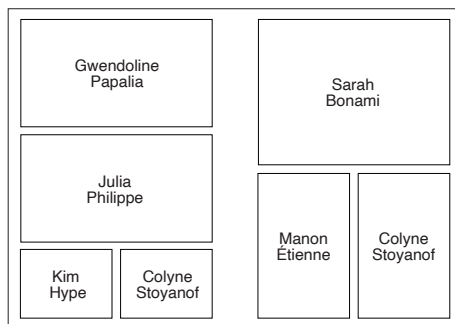 Gwendoline
Papalia
Julia
Philippe
Kim
Hype
Colyne
Stoyanof
Sarah
Bonami
Manon
Étienne
Colyne
Stoyanof